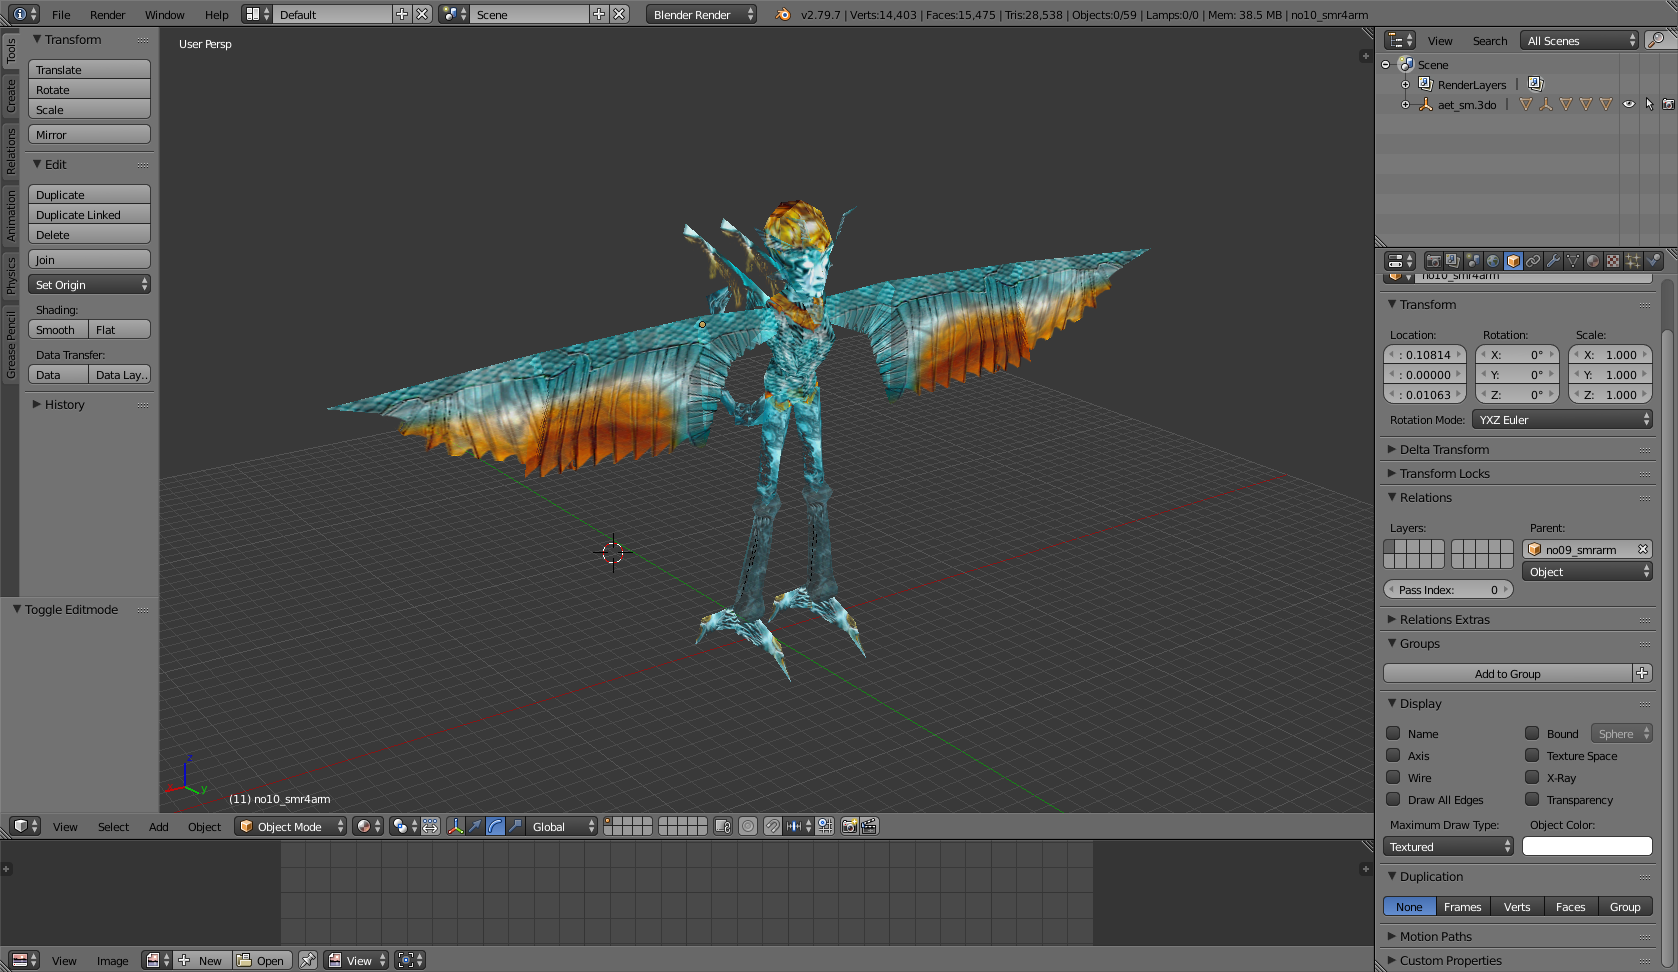 File Render Window Help Default Scene Blender Render v2.79.7 | Verts:14,403 | Faces:15,475 | Tris:28,538 | Objects:0/59 | Lamps:0/0 | Mem: 38.5 MB | no10_smr4arm
Tools
Create
Relations
Animation
Physics
Grease Pencil
Transform
Translate
Rotate
Scale
Mirror
Edit
Duplicate
Duplicate Linked
Delete
Join
Set Origin
Shading:
Smooth Flat
Data Transfer:
Data Data Lay..
History
Toggle Editmode
User Persp
z
x
y
(11) no10_smr4arm
View Select Add Object Object Mode Global
View Image New Open View
View Search All Scenes
Scene
RenderLayers |
aet_sm.3do |
no10_smr4arm
Transform
Location: Rotation: Scale:
: 0.10814 X: 0° X: 1.000
: 0.00000 Y: 0° Y: 1.000
: 0.01063 Z: 0° Z: 1.000
Rotation Mode: YXZ Euler
Delta Transform
Transform Locks
Relations
Layers: Parent:
no09_smrarm
Object
Pass Index: 0
Relations Extras
Groups
Add to Group
Display
Name Bound Sphere
Axis Texture Space
Wire X-Ray
Draw All Edges Transparency
Maximum Draw Type: Object Color:
Textured
Duplication
None Frames Verts Faces Group
Motion Paths
Custom Properties